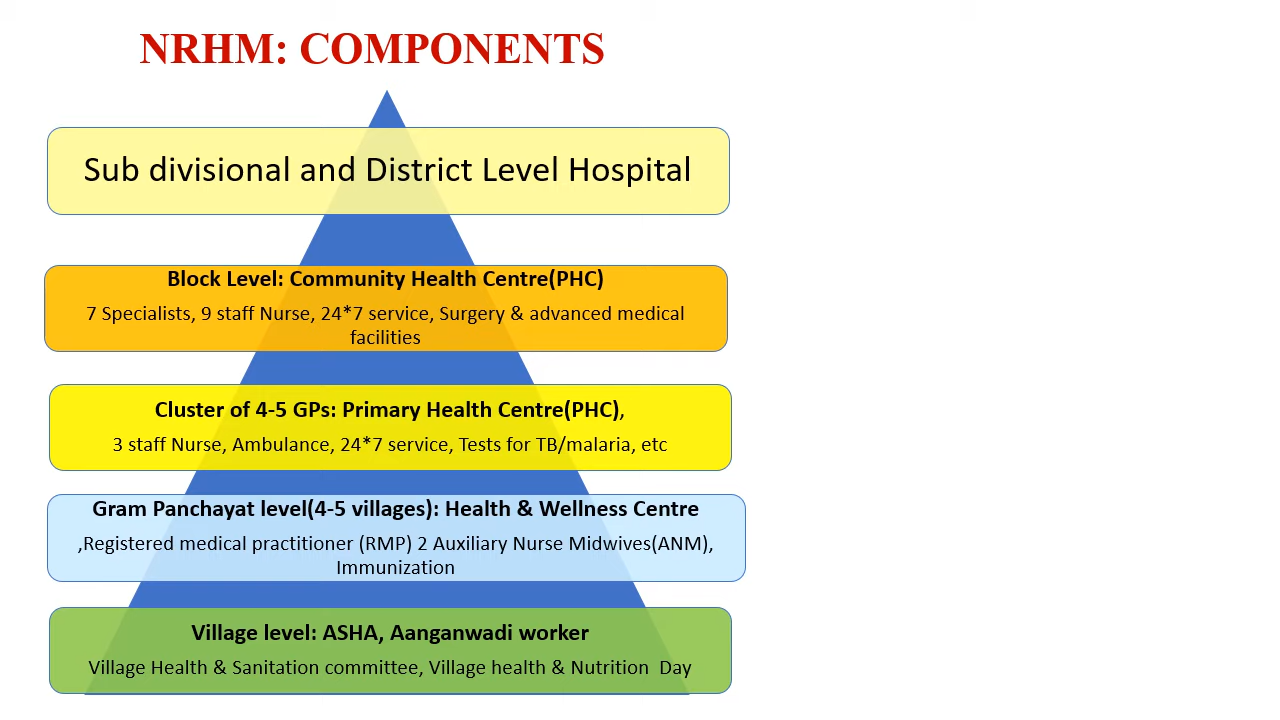 NRHM: COMPONENTS
Sub divisional and District Level Hospital
Block Level: Community Health Centre(PHC)
7 Specialists, 9 staff Nurse, 24*7 service, Surgery & advanced medical
facilities
Cluster of 4-5 GPs: Primary Health Centre(PHC),
3 staff Nurse, Ambulance, 24*7 service, Tests for TB/malaria, etc
Gram Panchayat level(4-5 villages): Health & Wellness Centre
,Registered medical practitioner (RMP) 2 Auxiliary Nurse Midwives(ANM),
Immunization
Village level: ASHA, Aanganwadi worker
Village Health & Sanitation committee, Village health & Nutrition  Day